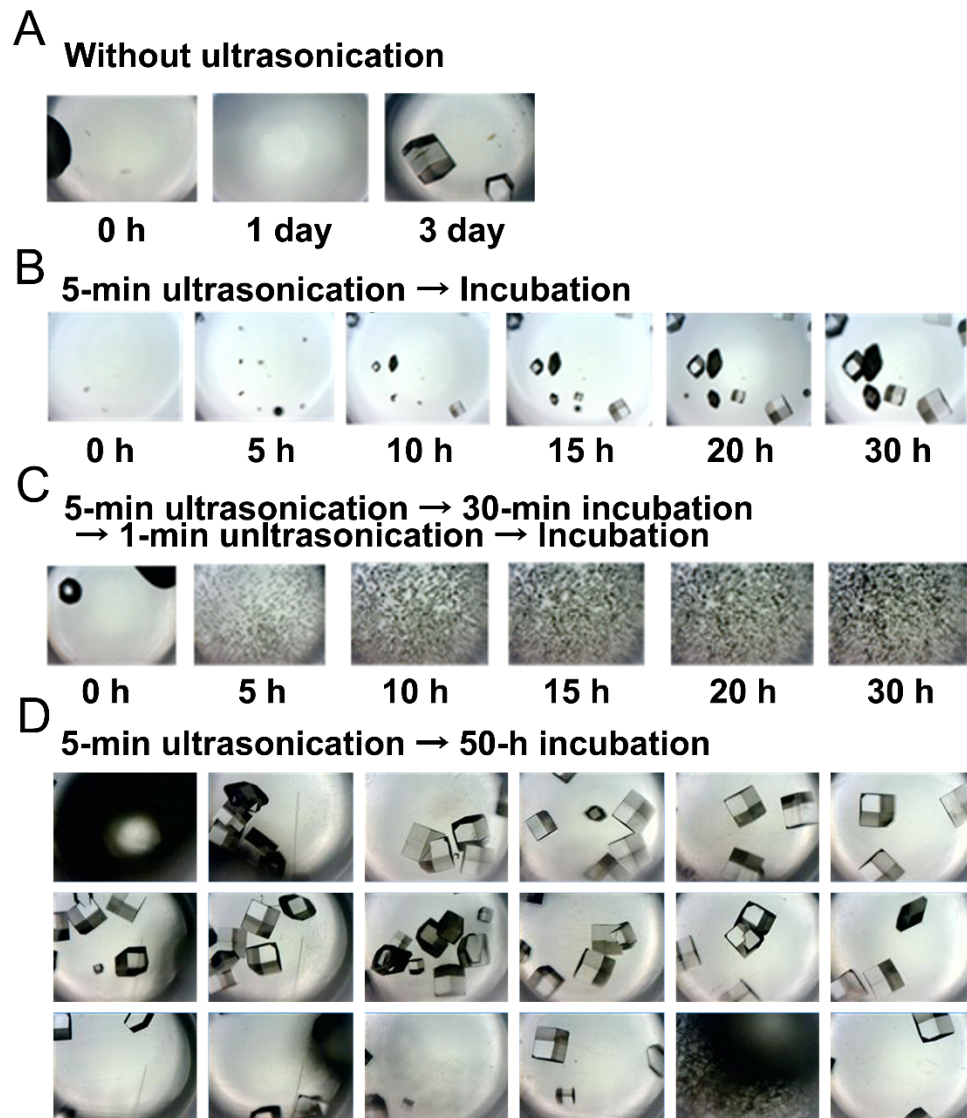 A
Without ultrasonication
0 h 1 day 3 day
B
5-min ultrasonication → Incubation
0 h 5 h 10 h 15 h 20 h 30 h
C
5-min ultrasonication → 30-min incubation
→ 1-min unltrasonication → Incubation
0 h 5 h 10 h 15 h 20 h 30 h
D
5-min ultrasonication → 50-h incubation